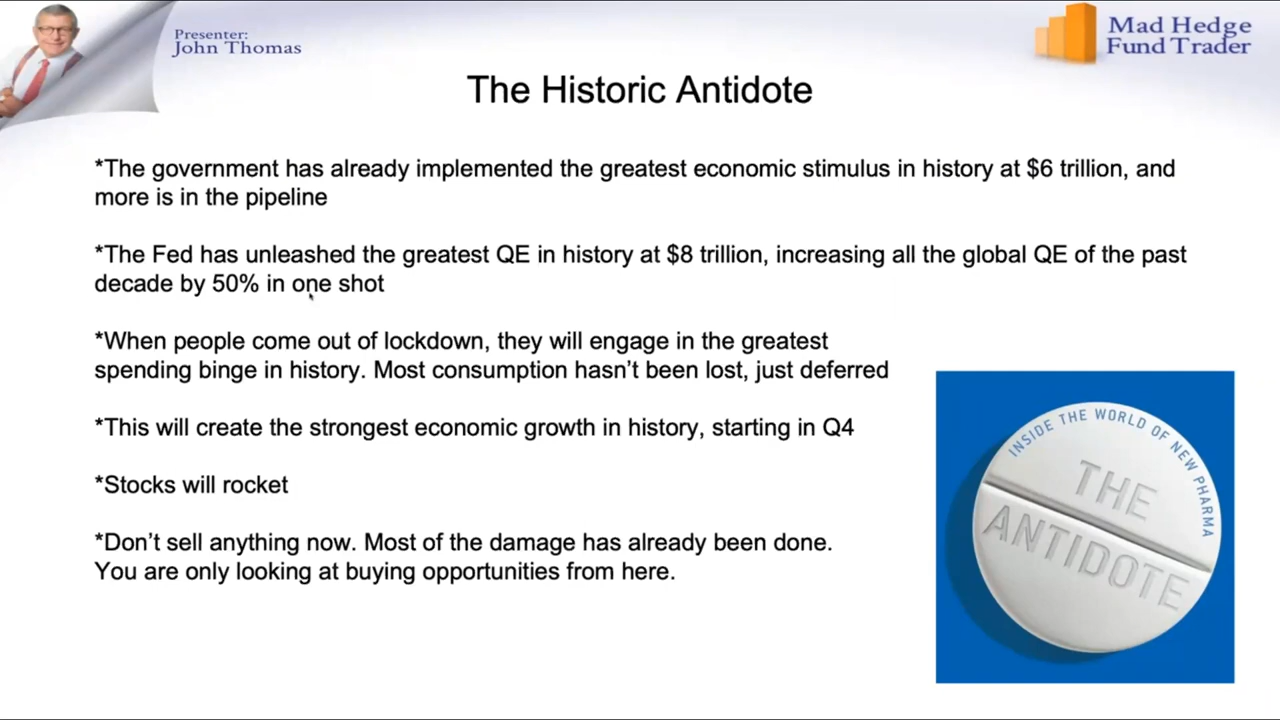 Presenter:
John Thomas
Mad Hedge
Fund Trader
The Historic Antidote
*The government has already implemented the greatest economic stimulus in history at $6 trillion, and
more is in the pipeline
*The Fed has unleashed the greatest QE in history at $8 trillion, increasing all the global QE of the past
decade by 50% in one shot
*When people come out of lockdown, they will engage in the greatest
spending binge in history. Most consumption hasn’t been lost, just deferred
*This will create the strongest economic growth in history, starting in Q4
*Stocks will rocket
*Don’t sell anything now. Most of the damage has already been done.
You are only looking at buying opportunities from here.
INSIDE THE WORLD OF NEW PHARMA
THE
ANTIDOTE